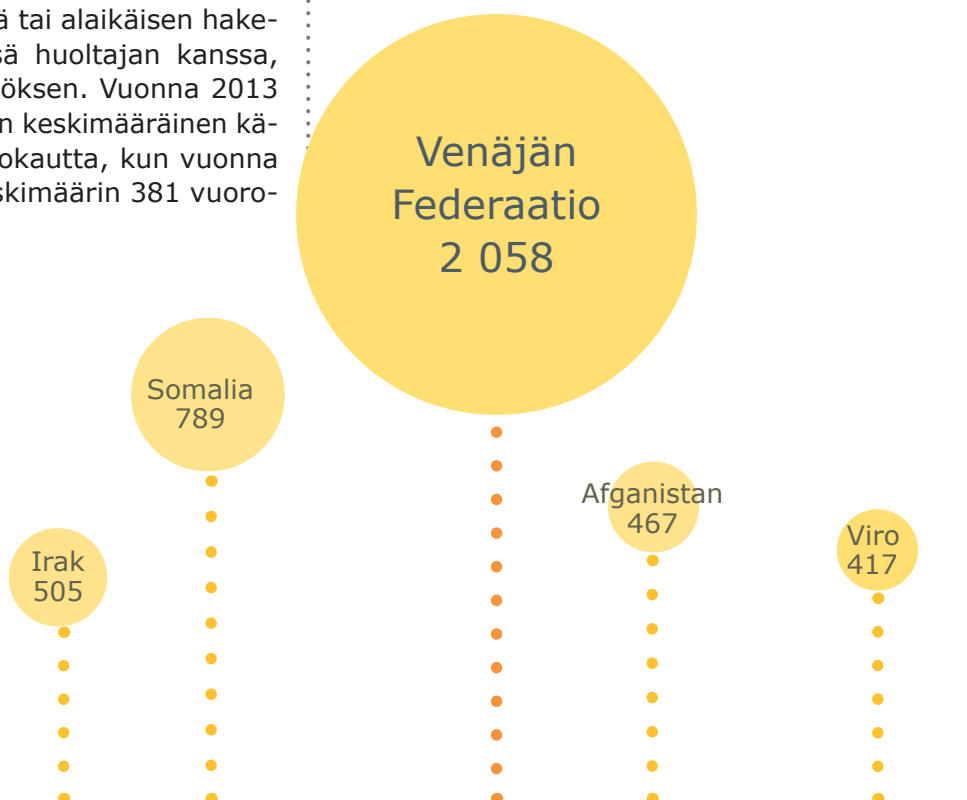 ä tai alaikäisen hake-
sä huoltajan kanssa,
öksen. Vuonna 2013
n keskimääräinen kä-
okautta, kun vuonna
skimäärin 381 vuoro-
Venäjän
Federaatio
2 058
Somalia
789
Afganistan
467
Viro
417
Irak
505